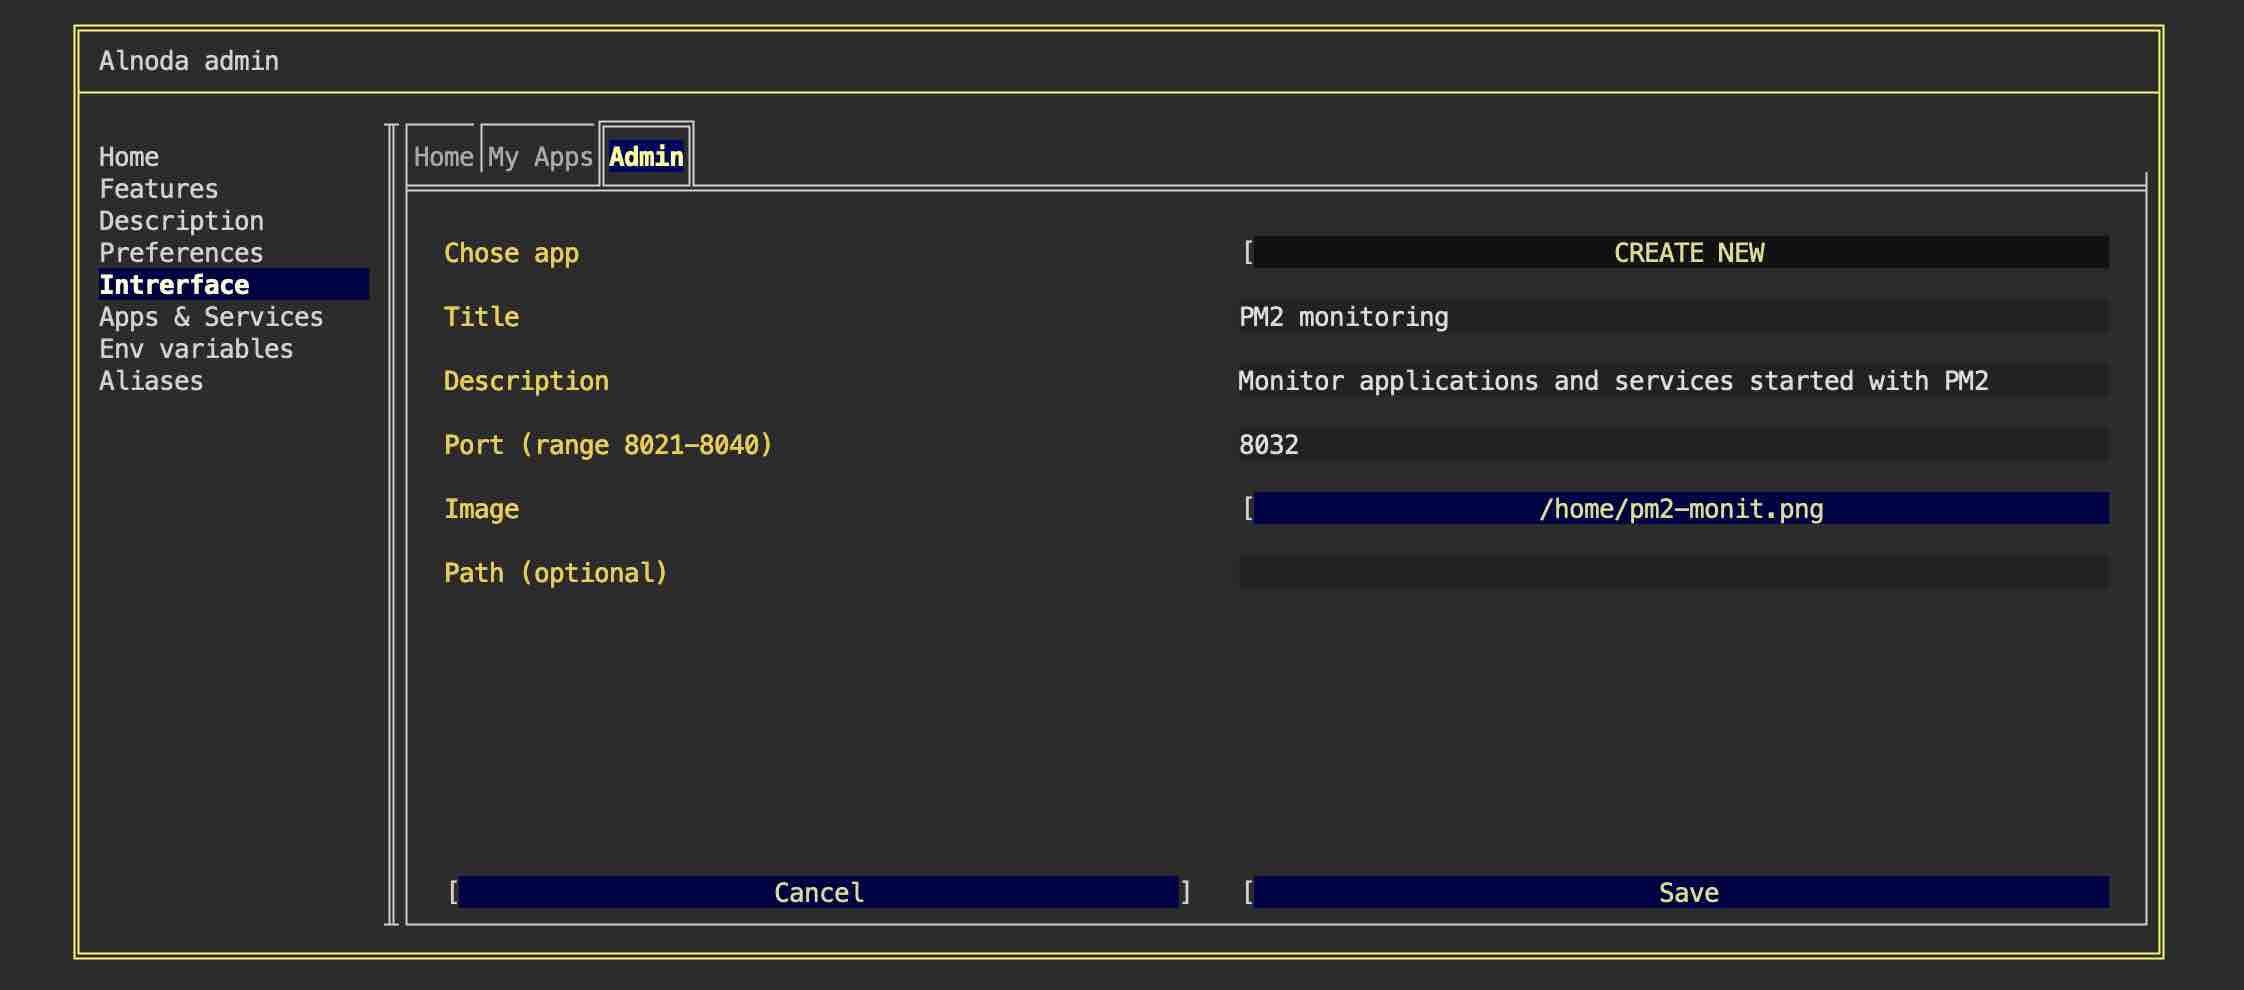 Alnoda admin
Home
Features
Description
Preferences
Intrerface
Apps & Services
Env variables
Aliases
Home My Apps Admin
Chose app [ CREATE NEW
Title PM2 monitoring
Description Monitor applications and services started with PM2
Port (range 8021-8040) 8032
Image [ /home/pm2-monit.png
Path (optional)
[ Cancel ] [ Save